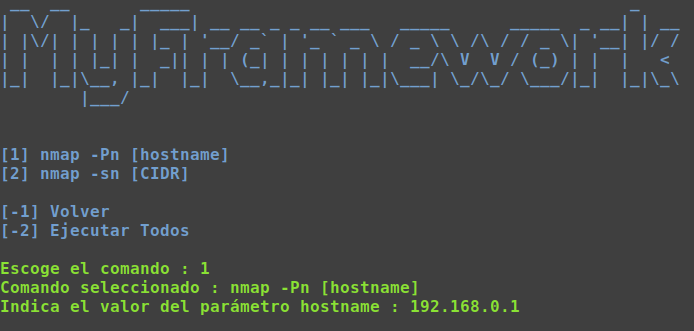 MyFramework
[1] nmap -Pn [hostname]
[2] nmap -sn [CIDR]
[-1] Volver
[-2] Ejecutar Todos
Escoge el comando : 1
Comando seleccionado : nmap -Pn [hostname]
Indica el valor del parámetro hostname : 192.168.0.1